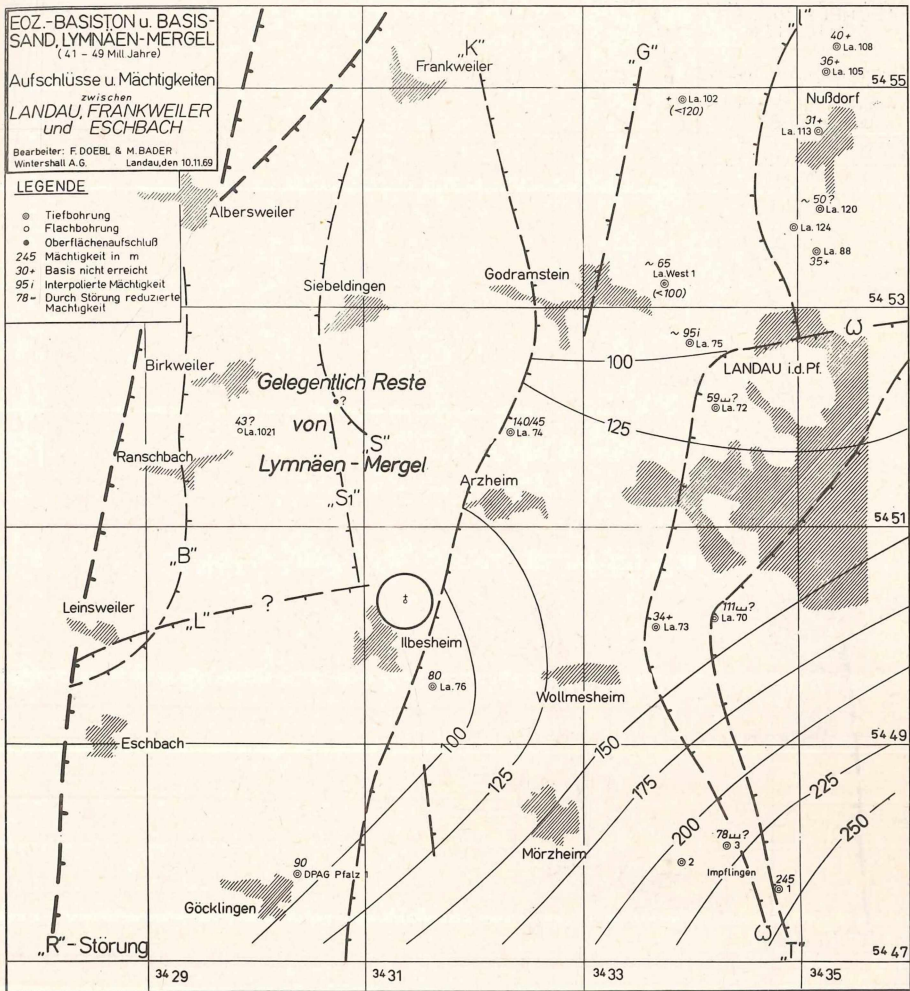 EOZ.-BASISTON u. BASIS-
SAND, LYMNÄEN-MERGEL
(41 - 49 Mill. Jahre)
Aufschlüsse u. Mächtigkeiten
zwischen
LANDAU, FRANKWEILER
und ESCHBACH
Bearbeiter: F. DOEBL & M. BADER
Wintershall A.G. Landau, den 10.11.69
LEGENDE
Tiefbohrung
Flachbohrung
Oberflächenaufschluß
245 Mächtigkeit in m
30+ Basis nicht erreicht
95i Interpolierte Mächtigkeit
78- Durch Störung reduzierte
Mächtigkeit
„K"
Frankweiler
„G"
„I"
40+
La. 108
36+
La. 105
54 55
+ La. 102
(<120)
Nußdorf
31+
La. 113
Albersweiler
~ 50?
La. 120
La. 124
La. 88
35+
Godramstein
~ 65
La. West 1
(<100)
Siebeldingen
54 53
ω
~ 95i
La. 75
100
LANDAU i.d.Pf.
Birkweiler
Gelegentlich Reste
?
von
Lymnäen-Mergel
43?
La. 1021
„S"
140/45
La. 74
125
59 ?
La. 72
Ranschbach
„S1"
Arzheim
54 51
„B"
Leinsweiler
„L"
?
Ilbesheim
34+
La. 73
111 ?
La. 70
80
La. 76
Wollmesheim
Eschbach
100
125
150
175
54 49
200
225
250
Mörzheim
78 ?
3
2
Impflingen
245
1
90
DPAG Pfalz 1
Göcklingen
„R"-Störung
ω
„T"
54 47
34 29
34 31
34 33
34 35